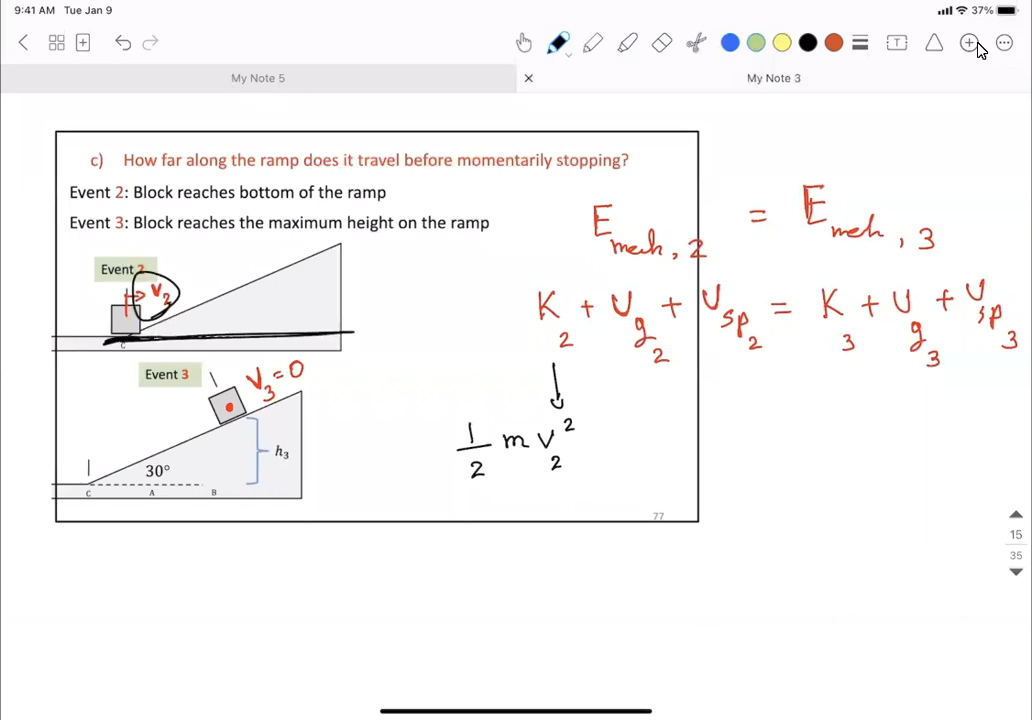 9:41 AM Tue Jan 9
37%
My Note 5
My Note 3
c) How far along the ramp does it travel before momentarily stopping?
Event 2: Block reaches bottom of the ramp
Event 3: Block reaches the maximum height on the ramp
E mech, 2 = E mech, 3
Event 2
V2
K2 + Ug2 + Usp2 = K3 + Ug3 + Usp3
C
Event 3
V3 = 0
1/2 m v2²
h3
30°
C A B
77
15
35
T